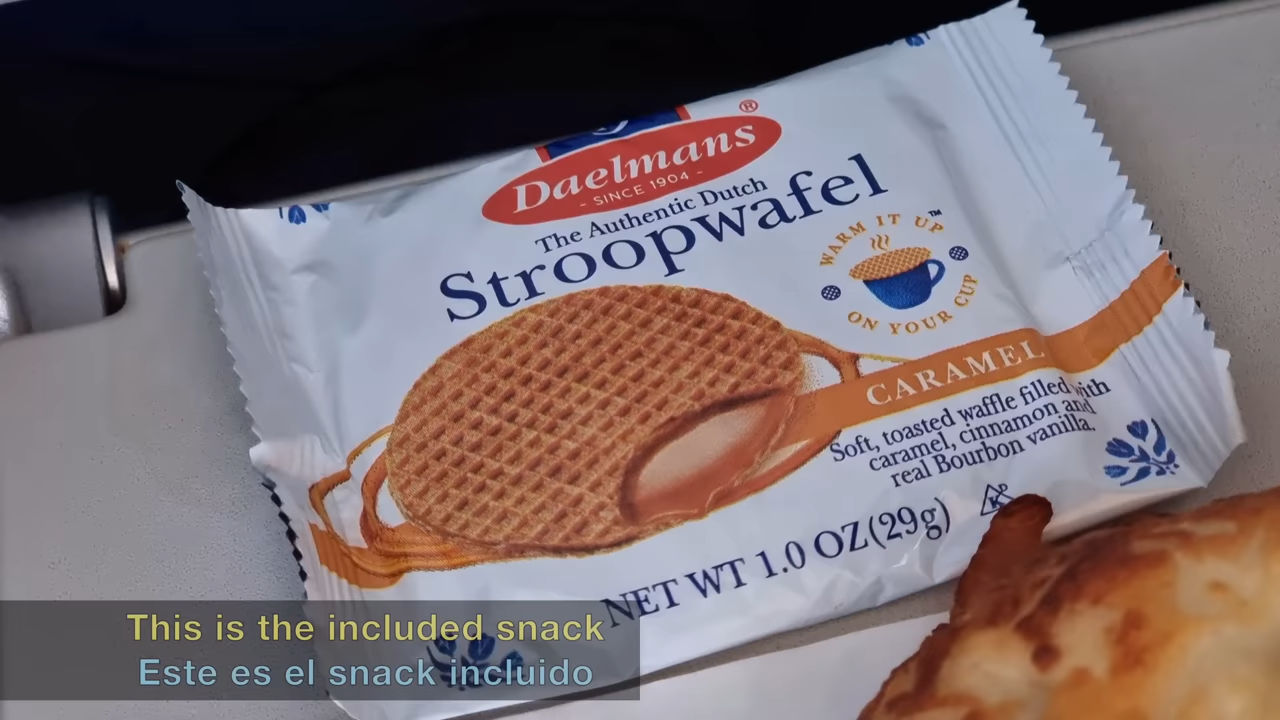 Daelmans®
- SINCE 1904 -
The Authentic Dutch
Stroopwafel
WARM IT UP™
ON YOUR CUP
CARAMEL
Soft, toasted waffle filled with
caramel, cinnamon and
real Bourbon vanilla.
NET WT 1.0 OZ(29g)
K D
This is the included snack
Este es el snack incluido